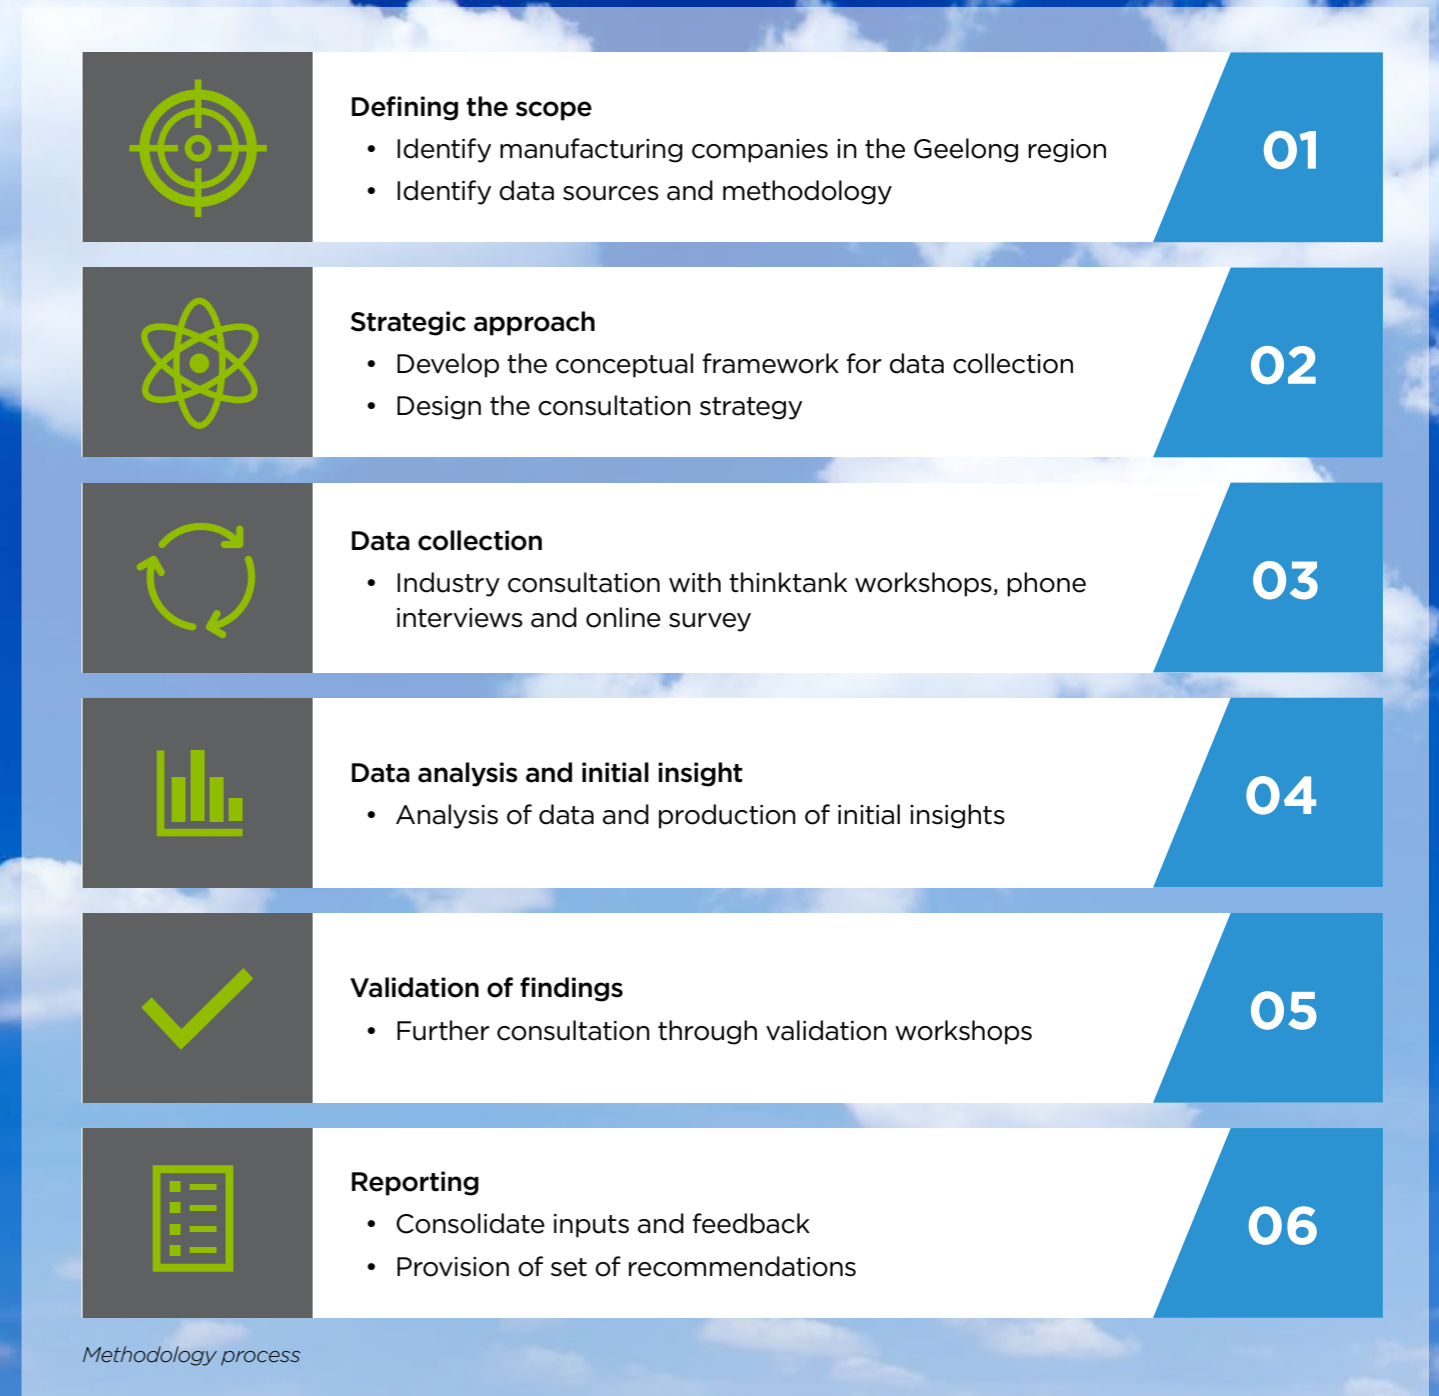 Defining the scope
• Identify manufacturing companies in the Geelong region
• Identify data sources and methodology
01
Strategic approach
• Develop the conceptual framework for data collection
• Design the consultation strategy
02
Data collection
• Industry consultation with thinktank workshops, phone
interviews and online survey
03
Data analysis and initial insight
• Analysis of data and production of initial insights
04
Validation of findings
• Further consultation through validation workshops
05
Reporting
• Consolidate inputs and feedback
• Provision of set of recommendations
06
Methodology process